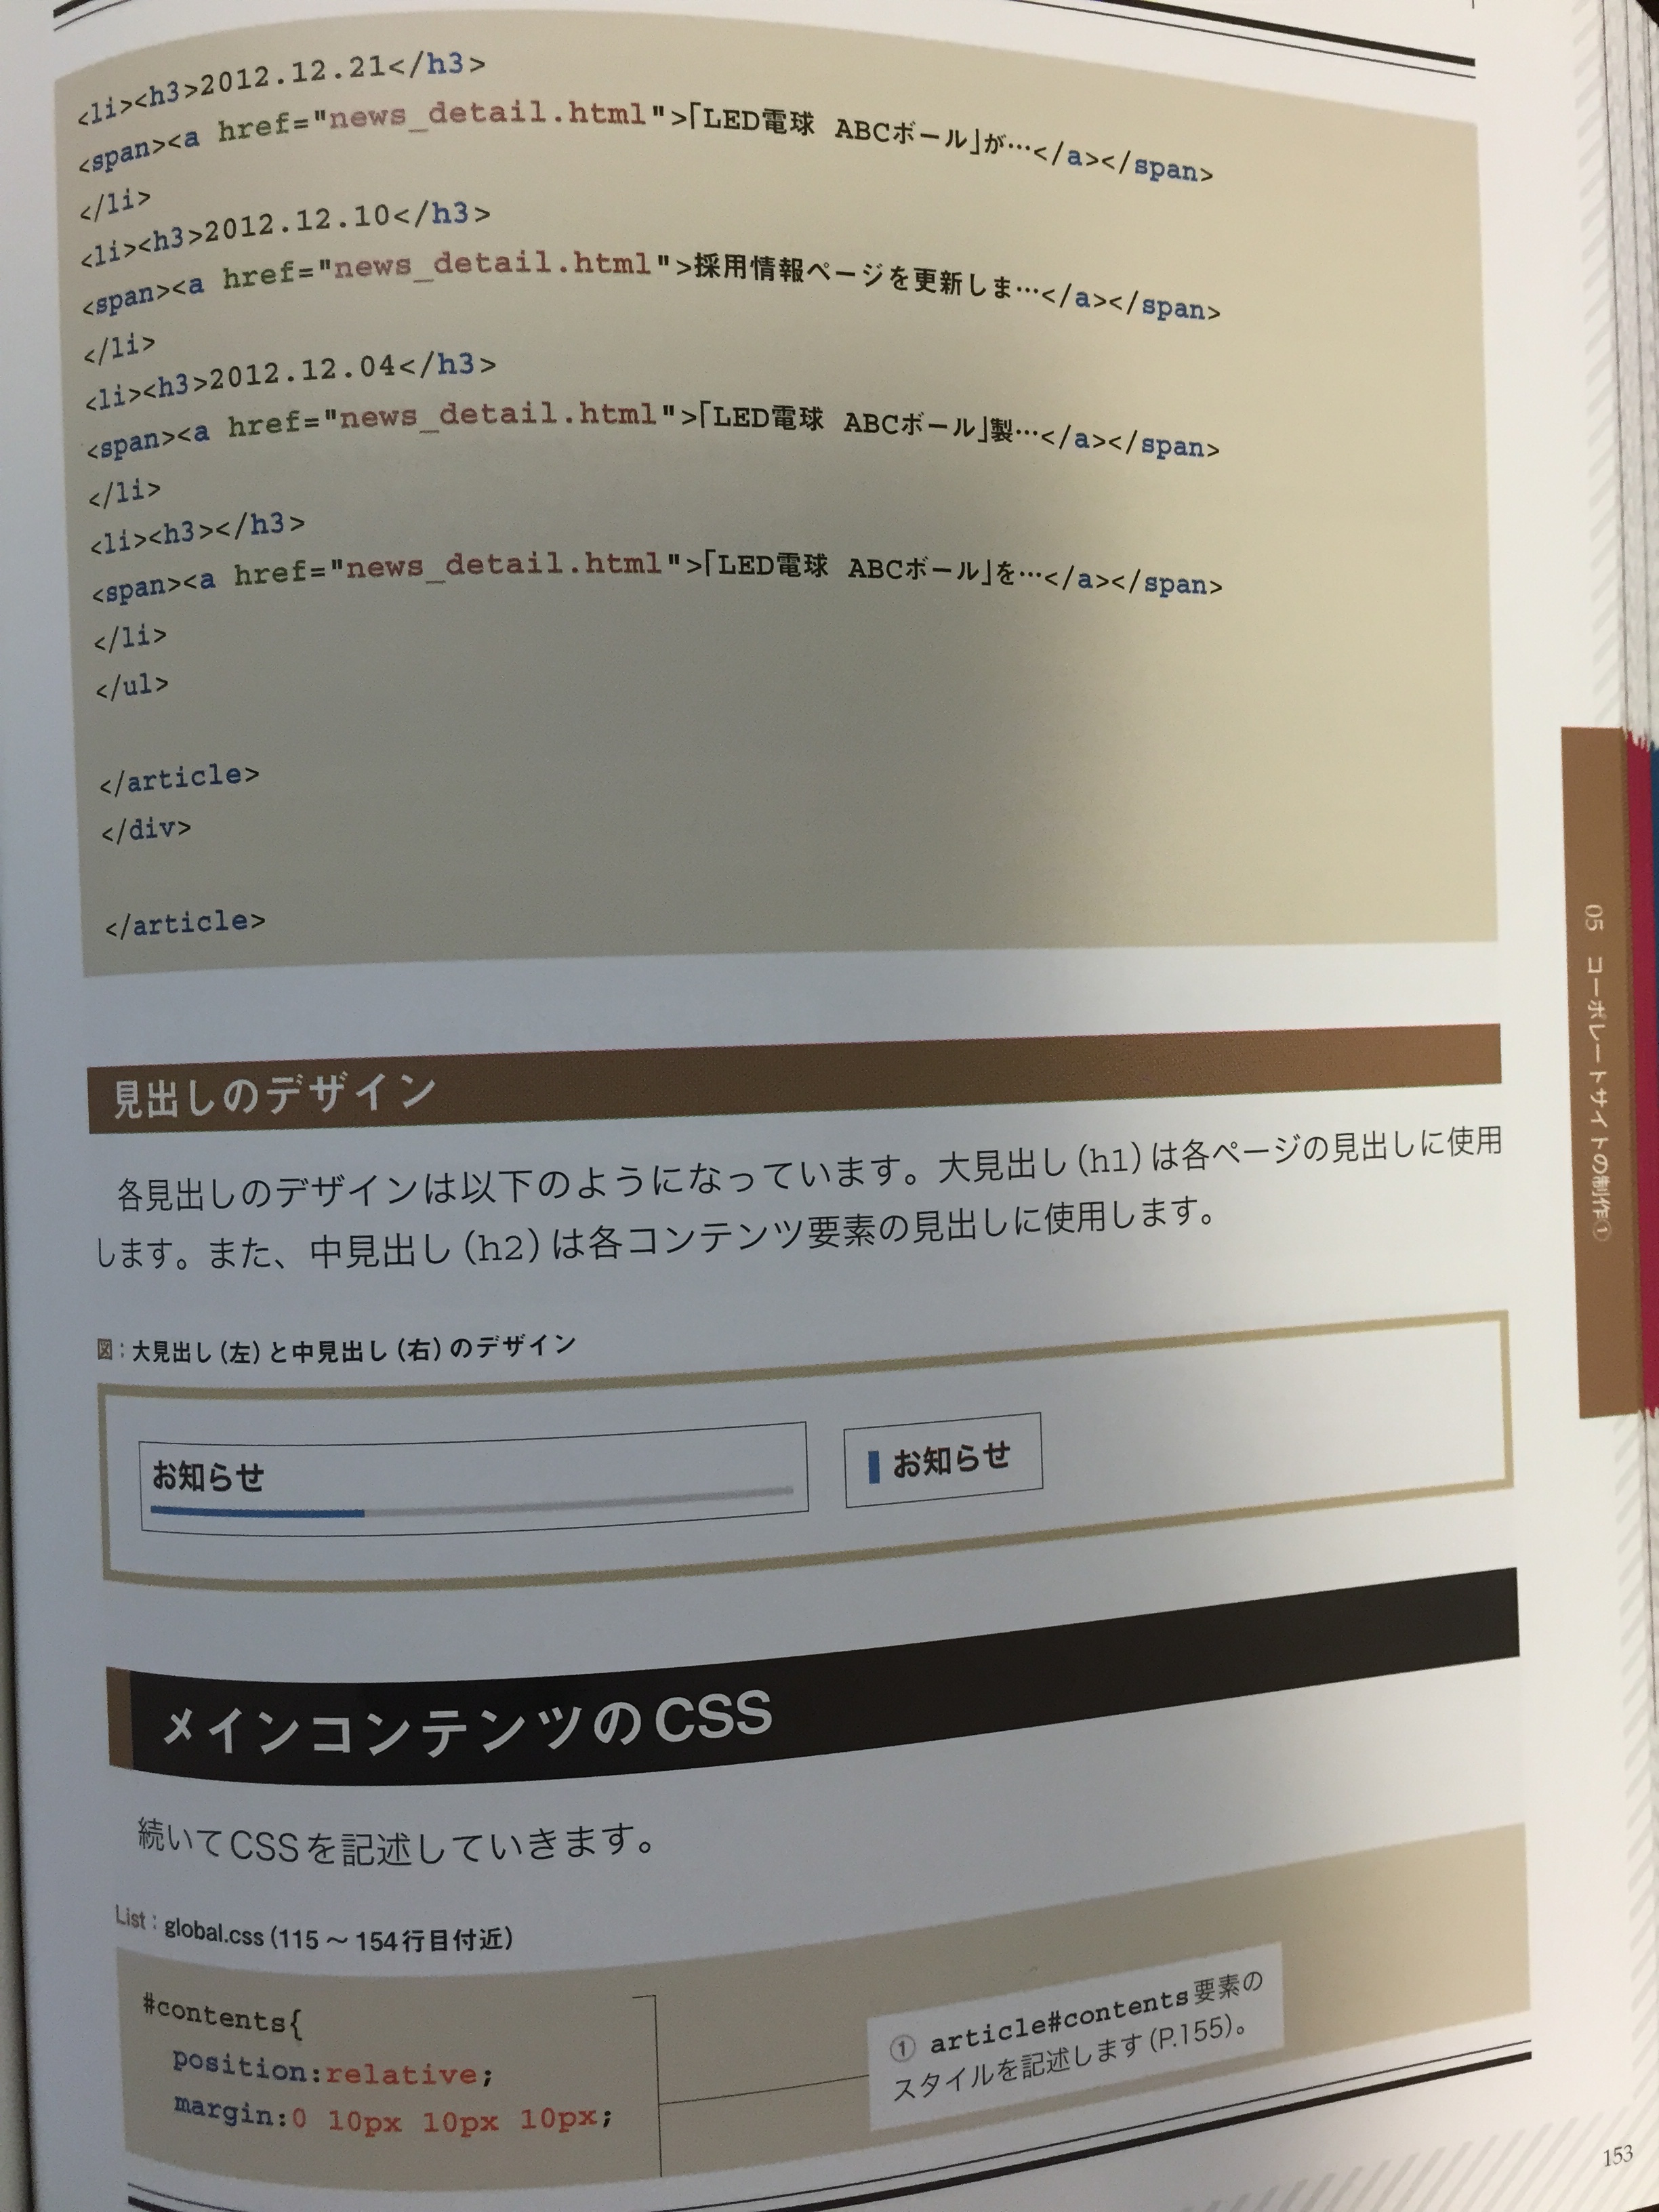 <li><h3>2012.12.21</h3>
<span><a href="news_detail.html">「LED電球 ABCボール」が…</a></span>
</li>
<li><h3>2012.12.10</h3>
<span><a href="news_detail.html">採用情報ページを更新しま…</a></span>
</li>
<li><h3>2012.12.04</h3>
<span><a href="news_detail.html">「LED電球 ABCボール」製…</a></span>
</li>
<li><h3></h3>
<span><a href="news_detail.html">「LED電球 ABCボール」を…</a></span>
</li>
</ul>
</article>
</div>
</article>
見出しのデザイン
各見出しのデザインは以下のようになっています。大見出し(h1)は各ページの見出しに使用
します。また、中見出し(h2)は各コンテンツ要素の見出しに使用します。
図:大見出し(左)と中見出し(右)のデザイン
お知らせ
お知らせ
メインコンテンツのCSS
続いてCSSを記述していきます。
List:global.css(115〜154行目付近)
#contents{
position:relative;
margin:0 10px 10px 10px;
① article#contents要素の
スタイルを記述します(P.155)。
05 コーポレートサイトの制作①
153